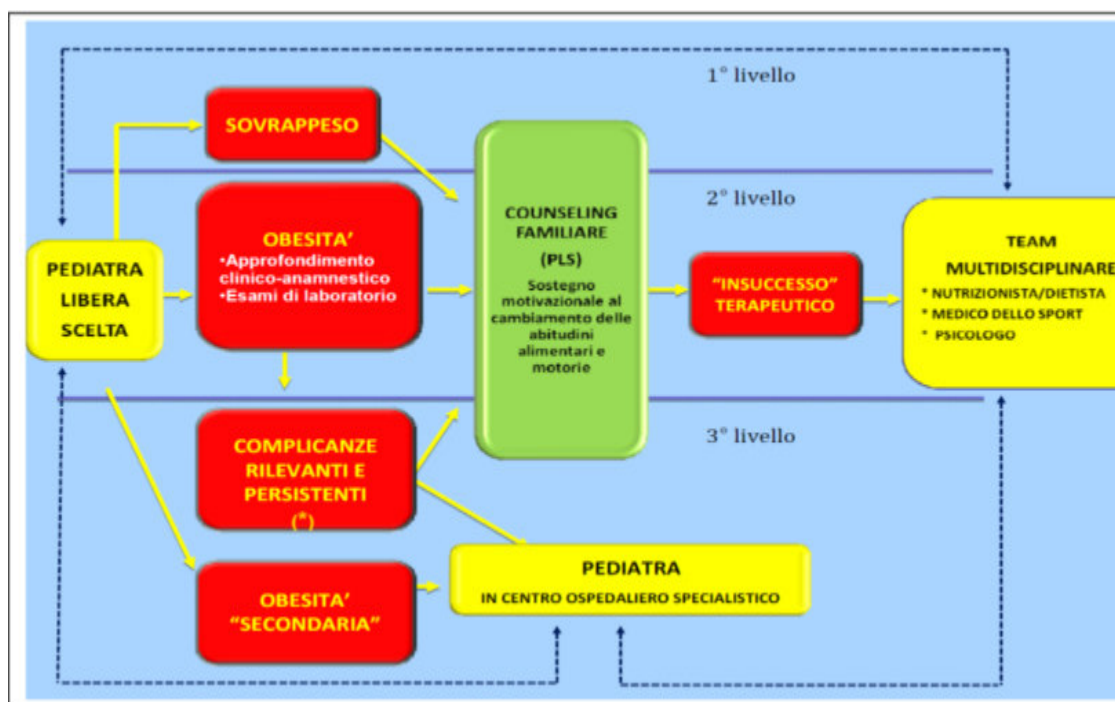 1° livello
SOVRAPPESO
2° livello
PEDIATRA
LIBERA
SCELTA
OBESITA'
•Approfondimento
clinico-anamnestico
•Esami di laboratorio
COUNSELING
FAMILIARE
(PLS)
Sostegno
motivazionale al
cambiamento delle
abitudini
alimentari e
motorie
“INSUCCESSO”
TERAPEUTICO
TEAM
MULTIDISCIPLINARE
* NUTRIZIONISTA/DIETISTA
* MEDICO DELLO SPORT
* PSICOLOGO
3° livello
COMPLICANZE
RILEVANTI E
PERSISTENTI
(*)
PEDIATRA
IN CENTRO OSPEDALIERO SPECIALISTICO
OBESITA'
“SECONDARIA”